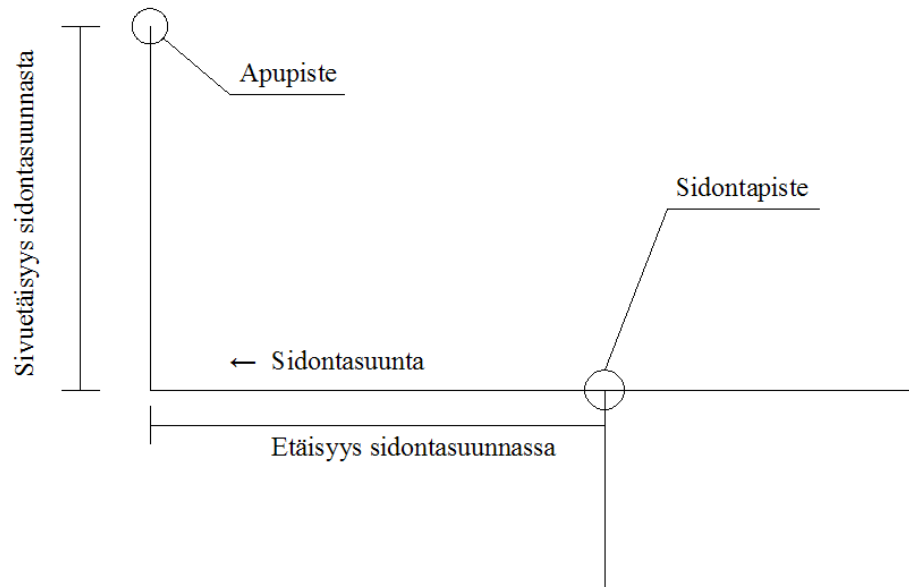 Apupiste
Sivuetäisyys sidontasuunnasta
Sidontapiste
← Sidontasuunta
Etäisyys sidontasuunnassa